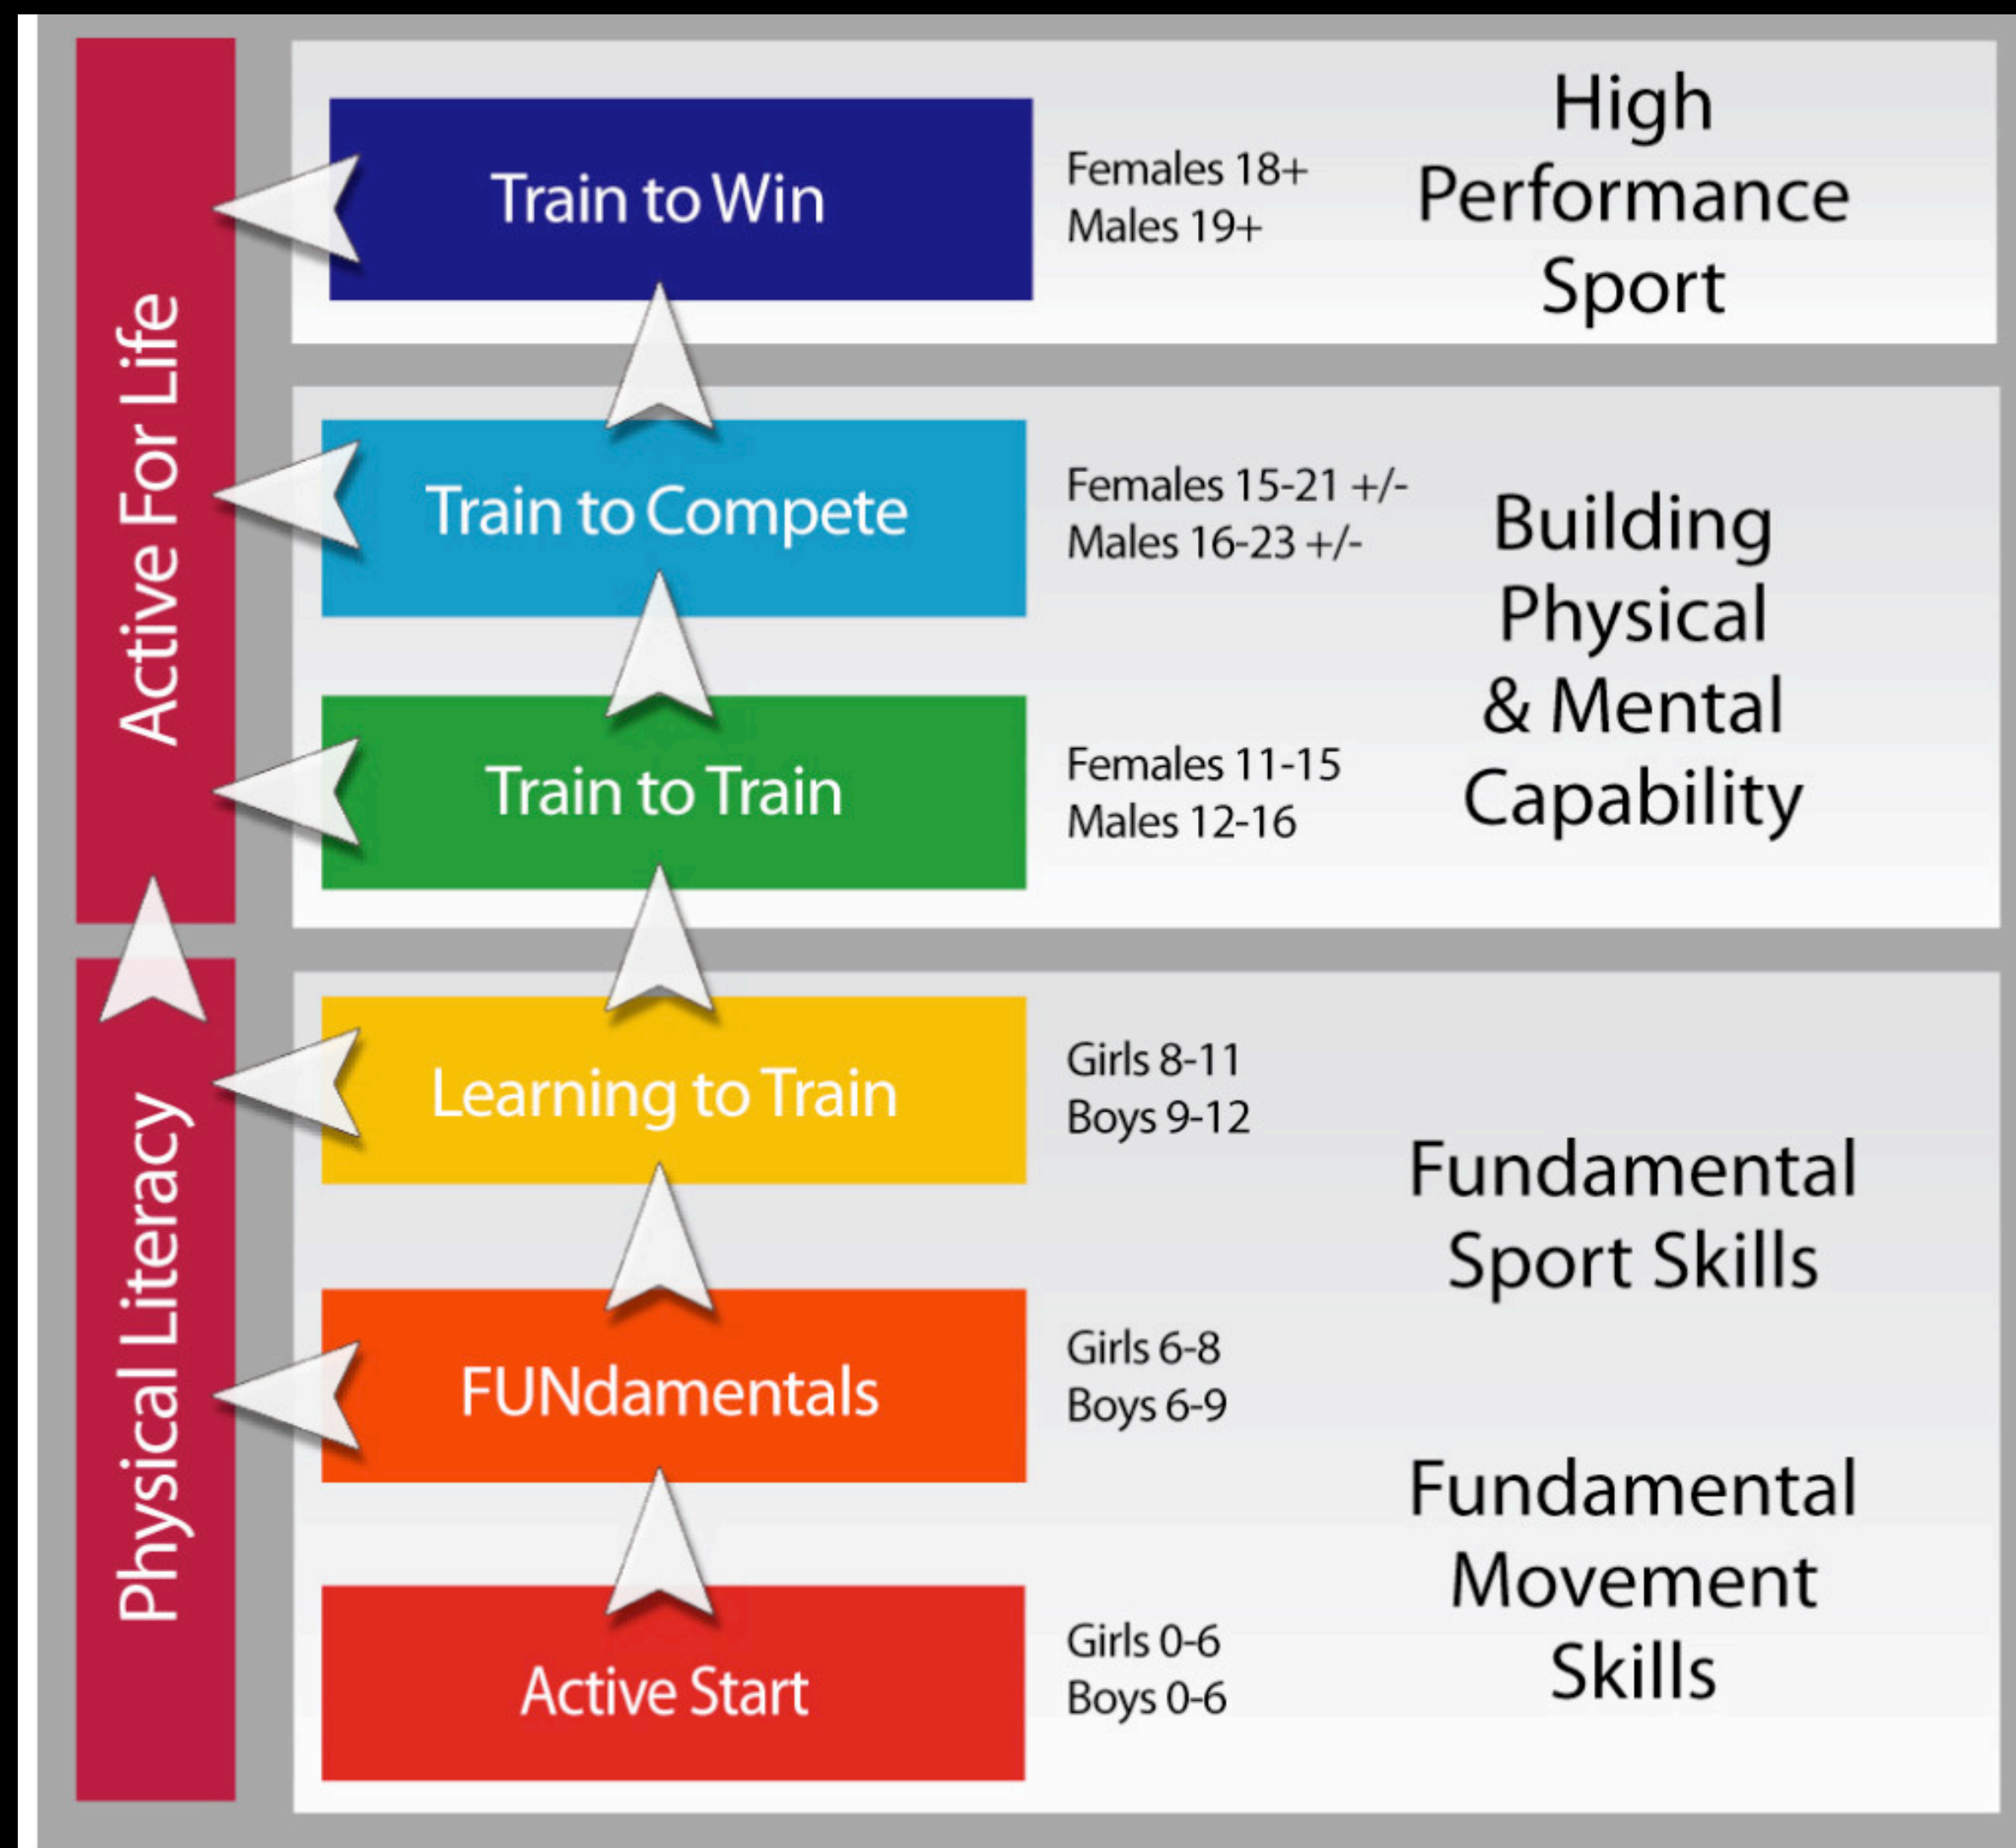 Active For Life
Physical Literacy
Train to Win
Females 18+
Males 19+
High
Performance
Sport
Train to Compete
Females 15-21 +/-
Males 16-23 +/-
Train to Train
Females 11-15
Males 12-16
Building
Physical
& Mental
Capability
Learning to Train
Girls 8-11
Boys 9-12
Fundamental
Sport Skills
FUNdamentals
Girls 6-8
Boys 6-9
Active Start
Girls 0-6
Boys 0-6
Fundamental
Movement
Skills